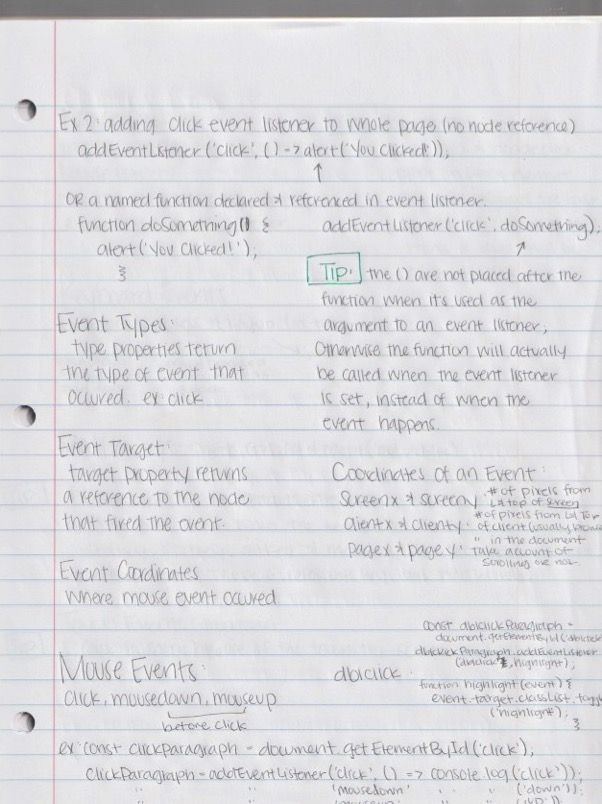 Ex 2: adding click event listener to whole page (no node reference)
addEventListener('click', () -> alert('You Clicked!'));
↑
OR a named function declared & referenced in event listener.
function doSomething() {
alert('You Clicked!');
}
addEventListener('click', doSomething);
↑
Tip: the () are not placed after the
function when it's used as the
argument to an event listener,
Otherwise the function will actually
be called when the event listener
is set, instead of when the
event happens.
Event Types:
type properties return
the type of event that
occured. ex click
Event Target:
target property returns
a reference to the node
that fired the event.
Event Coordinates
where mouse event occured
Coordinates of an Event:
screenx & screeny: # of pixels from
L & top of screen
# of pixels from L & Top
clientx & clienty: of client (usually
" in the document
pagex & pagey: take account of
scrolling
Mouse Events:
click, mousedown, mouseup
before click
dblclick
const dblclickParagraph =
document.getElementById('dblclick
dblclickParagraph.addEventListener
('dblclick', highlight);
function highlight(event) {
event.target.classList.toggle
('highlight');
}
ex: const clickParagraph = document.getElementById('click');
clickParagraph = addEventListener('click', () => console.log('click'));
" " 'mousedown' " " ('down'));